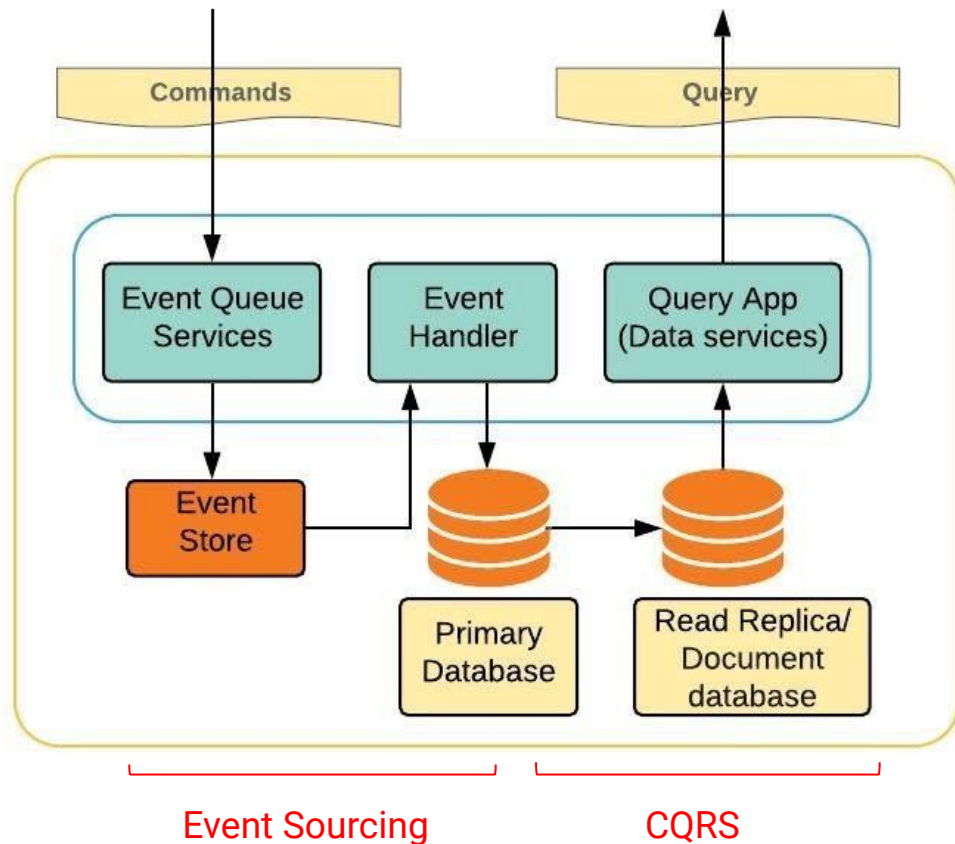 Commands
Query
Event Queue
Services
Event
Handler
Query App
(Data services)
Event
Store
Primary
Database
Read Replica/
Document
database
Event Sourcing
CQRS